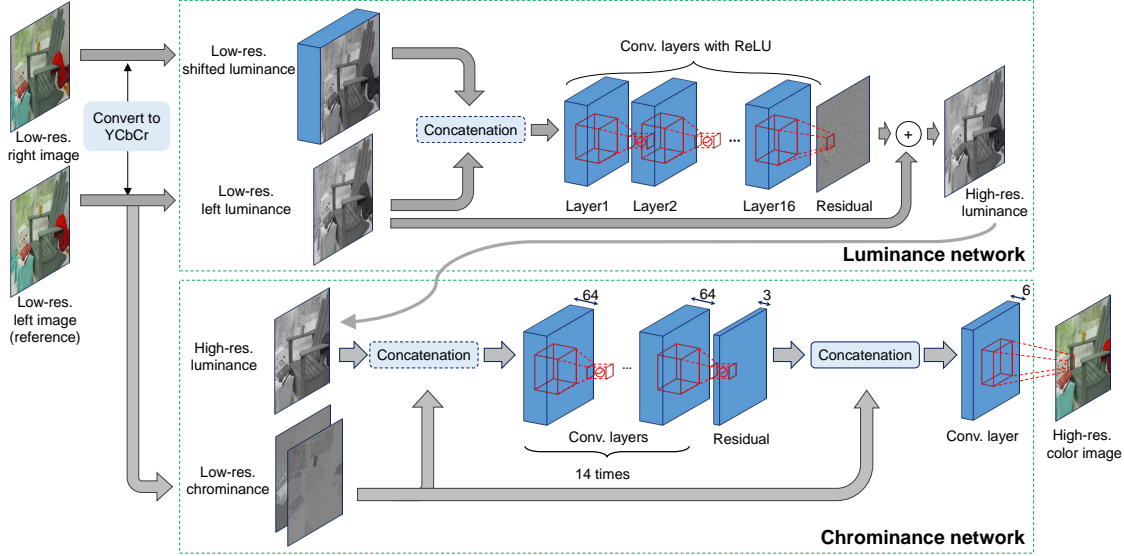 Low-res.
right image
Convert to
YCbCr
Low-res.
left image
(reference)
Low-res.
shifted luminance
Low-res.
left luminance
Concatenation
Conv. layers with ReLU
...
Layer1
Layer2
Layer16
Residual
+
High-res.
luminance
Luminance network
High-res.
luminance
Low-res.
chrominance
Concatenation
64
...
64
3
Conv. layers
14 times
Residual
Concatenation
6
Conv. layer
High-res.
color image
Chrominance network